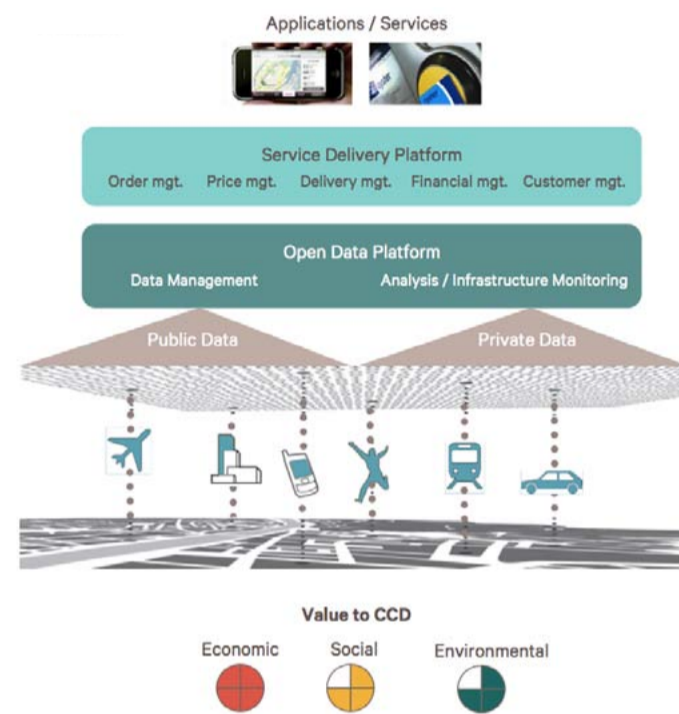 Applications / Services
Service Delivery Platform
Order mgt. Price mgt. Delivery mgt. Financial mgt. Customer mgt.
Open Data Platform
Data Management Analysis / Infrastructure Monitoring
Public Data Private Data
Value to CCD
Economic Social Environmental